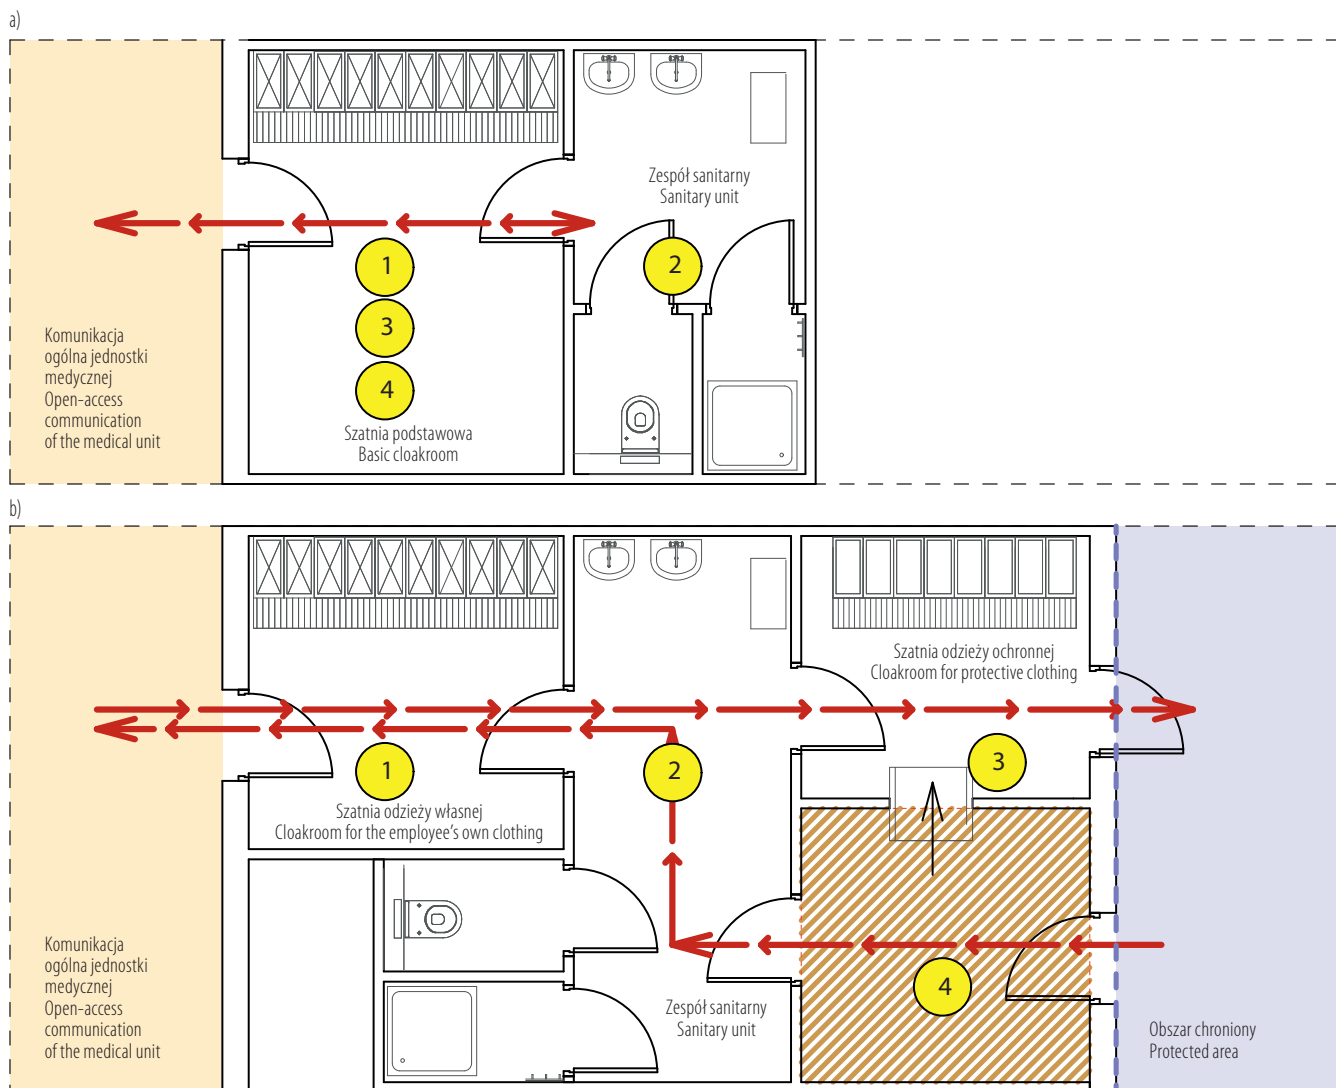 a)
Zespół sanitarny
Sanitary unit
1
2
3
4
Komunikacja
ogólna jednostki
medycznej
Open-access
communication
of the medical unit
Szatnia podstawowa
Basic cloakroom
b)
Szatnia odzieży ochronnej
Cloakroom for protective clothing
1
2
3
Szatnia odzieży własnej
Cloakroom for the employee's own clothing
4
Komunikacja
ogólna jednostki
medycznej
Open-access
communication
of the medical unit
Zespół sanitarny
Sanitary unit
Obszar chroniony
Protected area